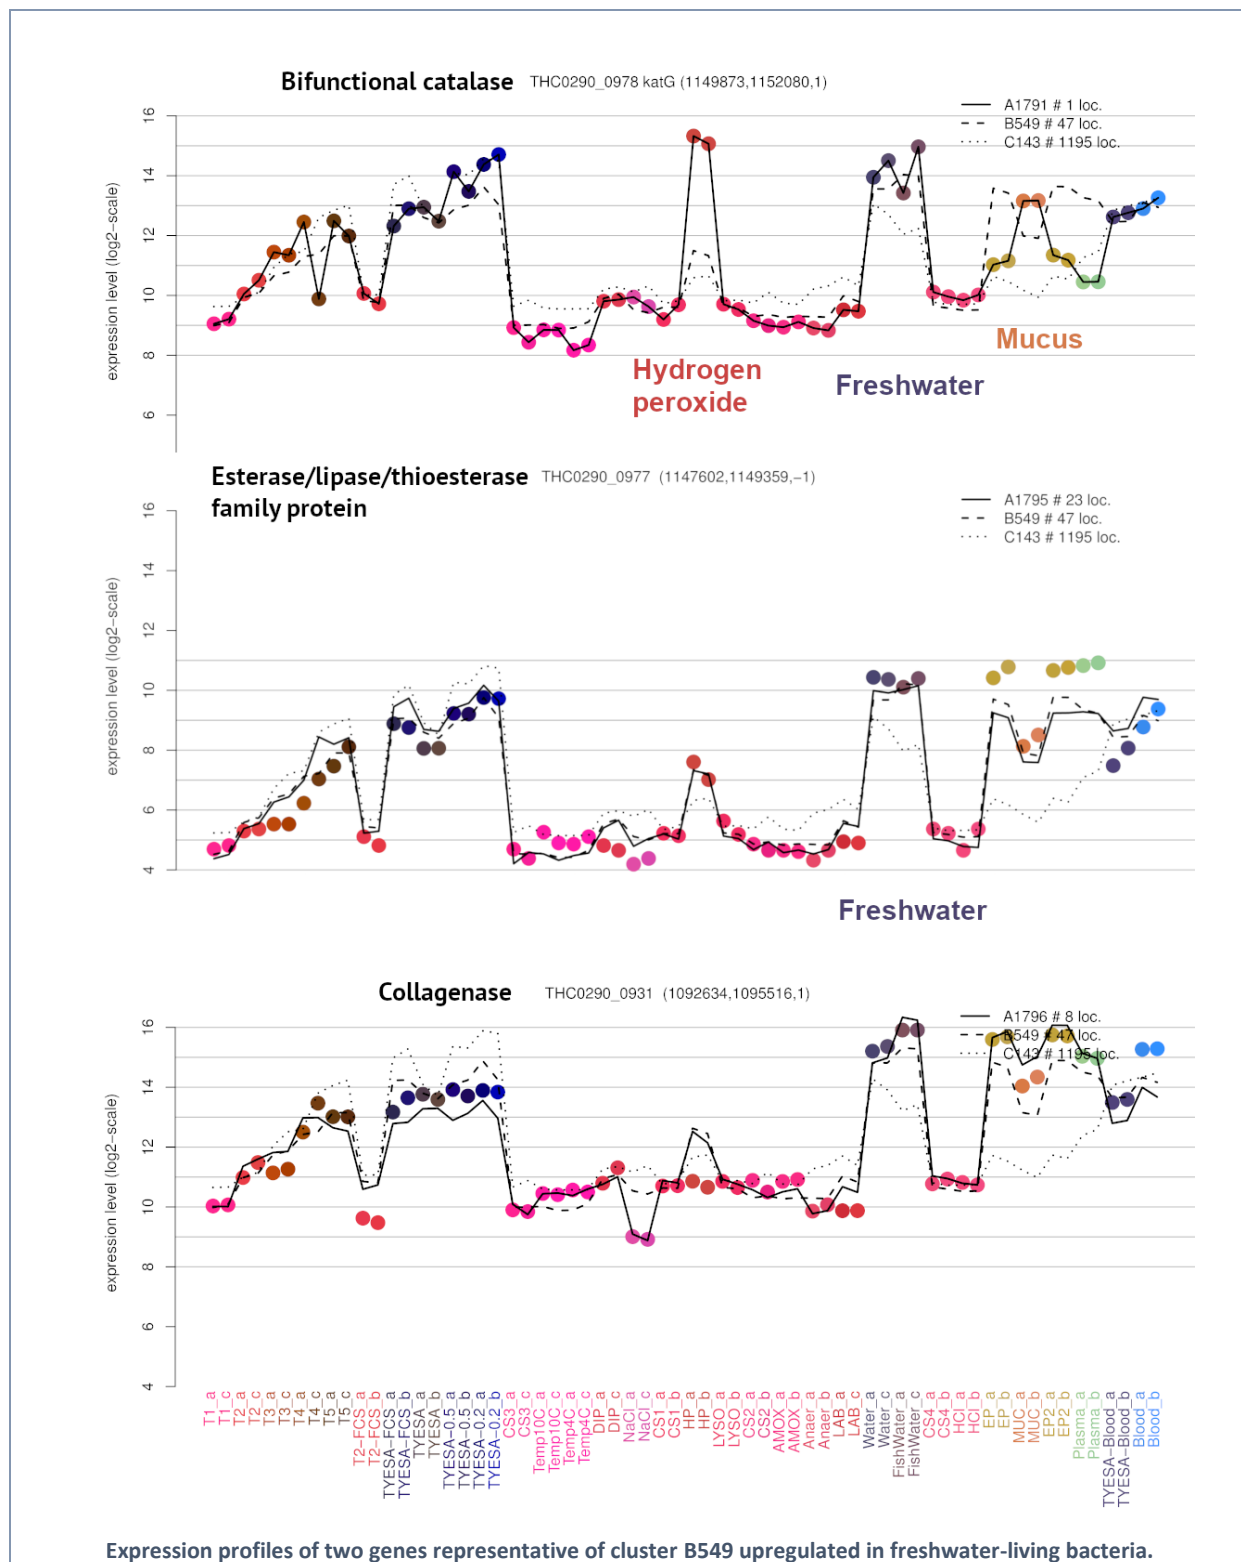 Bifunctional catalase THC0290_0978 katG (1149873,1152080,1)
A1791 # 1 loc.
B549 # 47 loc.
C143 # 1195 loc.
expression level (log2−scale)
16
14
12
10
8
6
Mucus
Hydrogen
peroxide
Freshwater
Esterase/lipase/thioesterase THC0290_0977 (1147602,1149359,−1)
family protein
A1795 # 23 loc.
B549 # 47 loc.
C143 # 1195 loc.
expression level (log2−scale)
16
14
12
10
8
6
4
Freshwater
Collagenase THC0290_0931 (1092634,1095516,1)
A1796 # 8 loc.
B549 # 47 loc.
C143 # 1195 loc.
expression level (log2−scale)
16
14
12
10
8
6
4
T1_a
T1_c
T2_a
T2_c
T3_a
T3_c
T4_a
T4_c
T5_a
T5_c
T2−FCS_a
T2−FCS_b
TYESA−FCS_a
TYESA−FCS_b
TYESA_a
TYESA_b
TYESA−0.5_a
TYESA−0.5_b
TYESA−0.2_a
TYESA−0.2_b
CS3_a
CS3_c
Temp10C_a
Temp10C_c
Temp4C_a
Temp4C_c
DIP_a
DIP_c
NaCl_a
NaCl_c
CS1_a
CS1_b
HP_a
HP_b
LYSO_a
LYSO_b
CS2_a
CS2_b
AMOX_a
AMOX_b
Anaer_a
Anaer_b
LAB_a
LAB_c
Water_a
Water_c
FishWater_a
FishWater_c
CS4_a
CS4_b
HCl_a
HCl_b
EP_a
EP_b
MUC_a
MUC_b
EP2_a
EP2_b
Plasma_a
Plasma_b
TYESA−Blood_a
TYESA−Blood_b
Blood_a
Blood_b
Expression profiles of two genes representative of cluster B549 upregulated in freshwater-living bacteria.